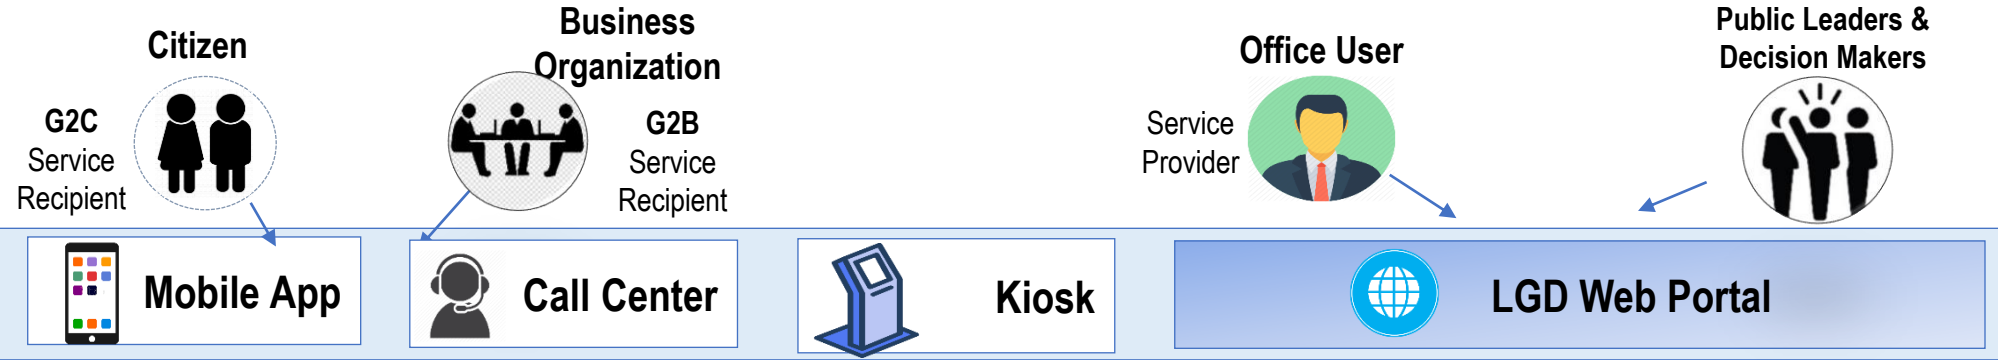 Citizen
G2C
Service
Recipient
Business
Organization
G2B
Service
Recipient
Office User
Service
Provider
Public Leaders &
Decision Makers
Mobile App
Call Center
Kiosk
LGD Web Portal